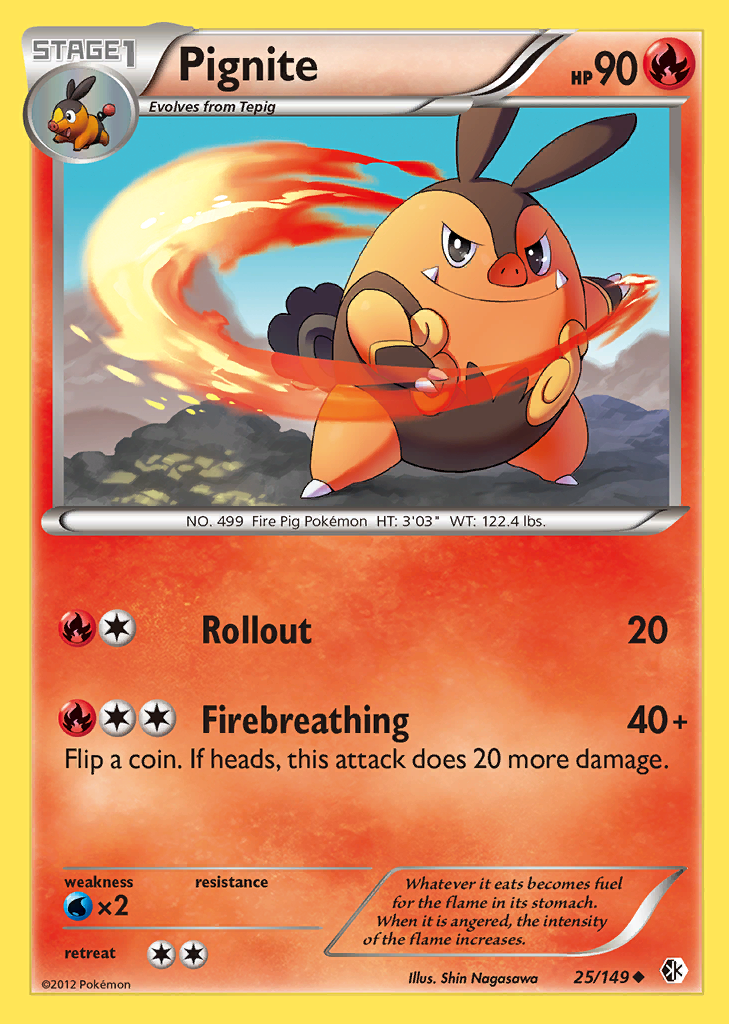 STAGE1
Pignite
HP 90
Evolves from Tepig
NO. 499 Fire Pig Pokémon HT: 3'03" WT: 122.4 lbs.
Rollout 20
Firebreathing 40+
Flip a coin. If heads, this attack does 20 more damage.
weakness resistance
×2
retreat
Whatever it eats becomes fuel
for the flame in its stomach.
When it is angered, the intensity
of the flame increases.
©2012 Pokémon
Illus. Shin Nagasawa 25/149